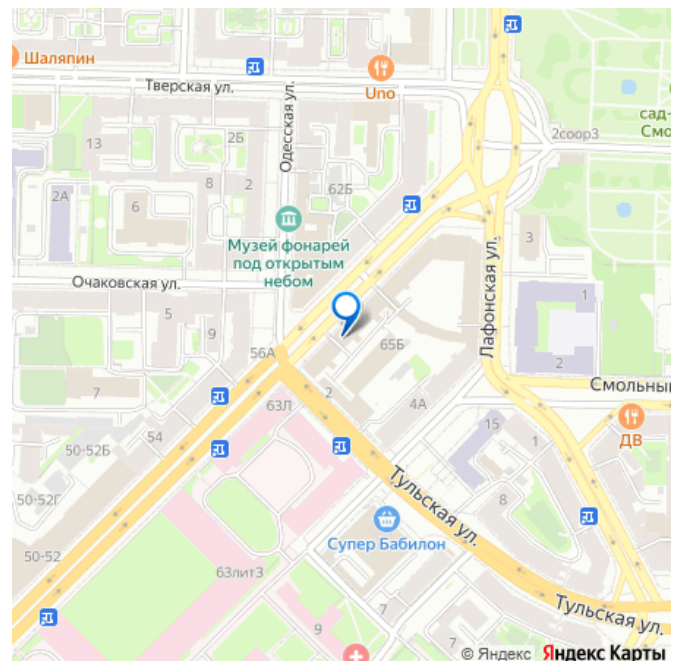 Шаляпин
Тверская ул.
Uno
Одесская ул.
2соор3
сад-
Смо
13
2Б
8
2
62Б
2А
6
Музей фонарей
под открытым
небом
Лафонская ул.
3
1
Очаковская ул.
5
9
56А
65Б
2
7
63Л
2
4А
Смольный
ДВ
54
50-52Б
15
1
50-52Г
Тульская ул.
8
Супер Бабилон
50-52
63литЗ
7
7
9
7
Тульская ул.
© Яндекс Яндекс Карты